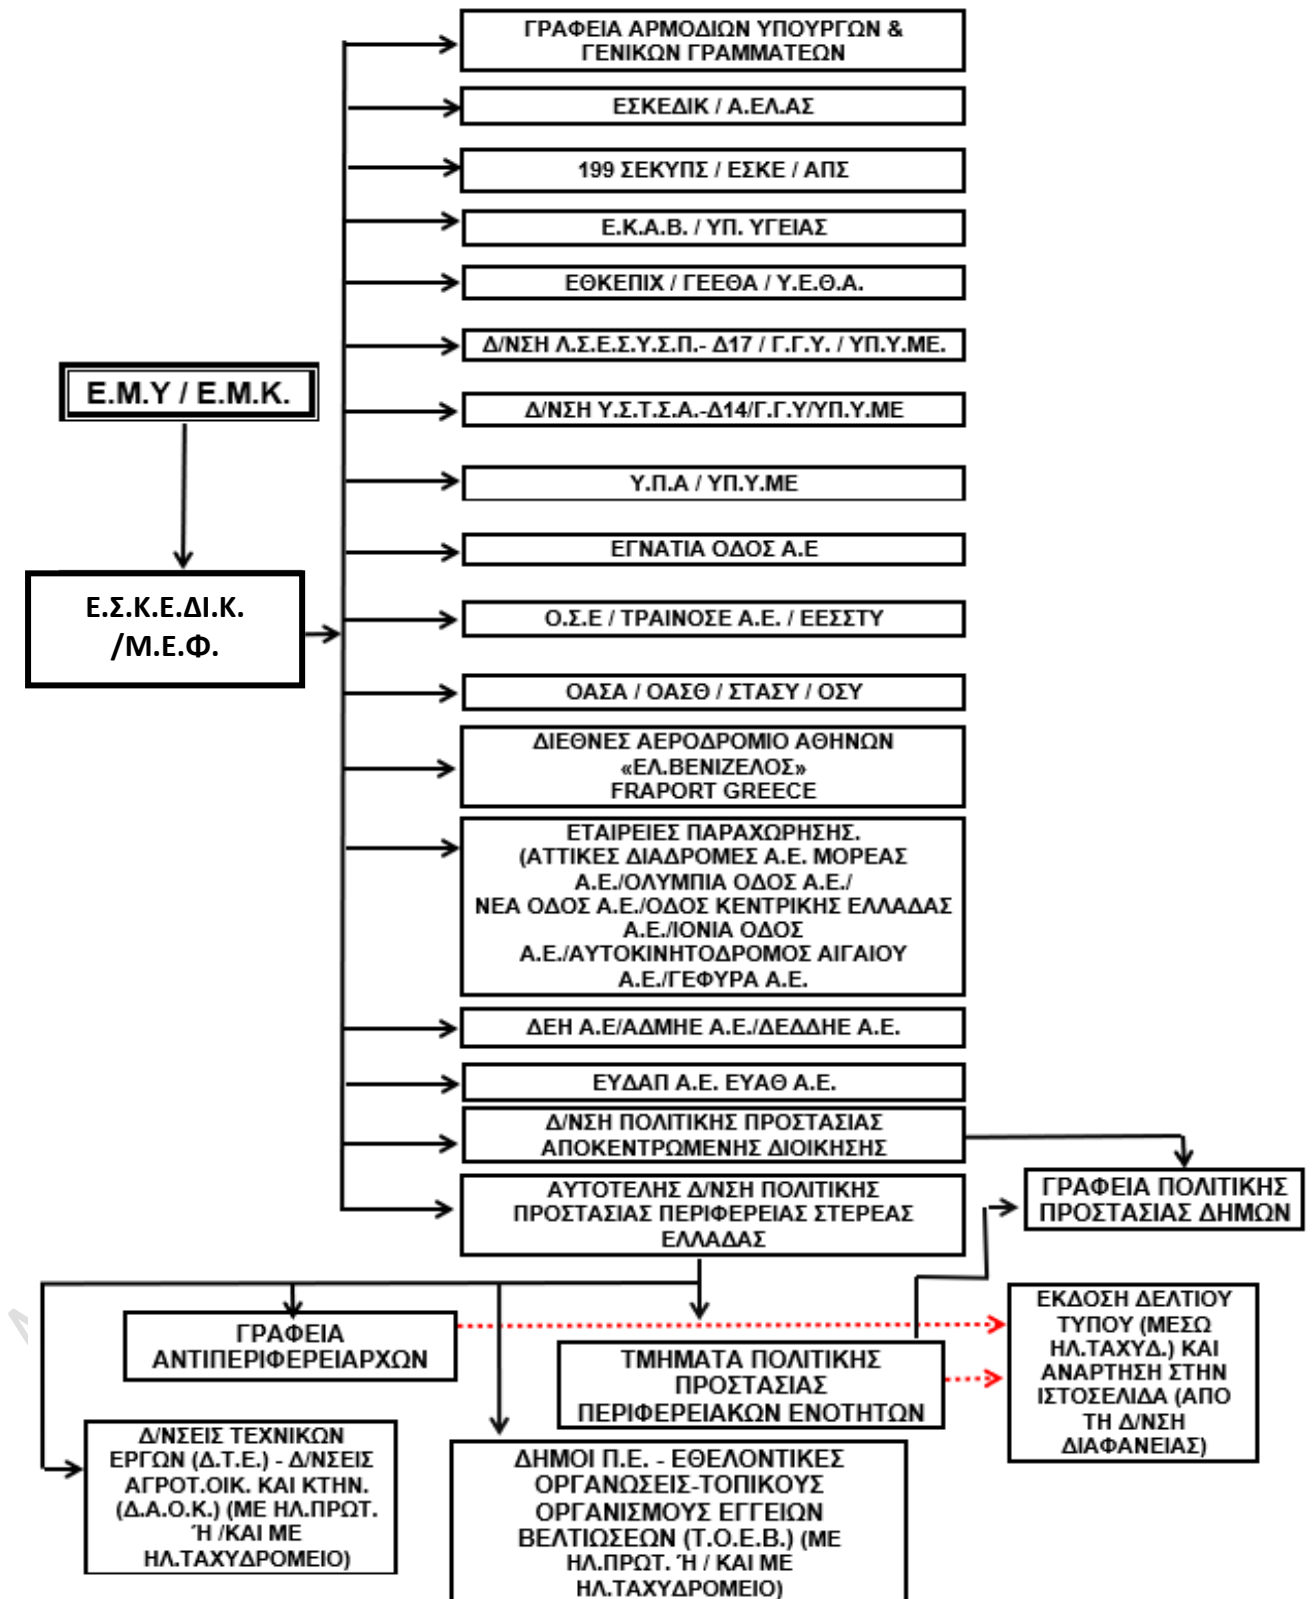 ΓΡΑΦΕΙΑ ΑΡΜΟΔΙΩΝ ΥΠΟΥΡΓΩΝ &
ΓΕΝΙΚΩΝ ΓΡΑΜΜΑΤΕΩΝ
ΕΣΚΕΔΙΚ / Α.ΕΛ.ΑΣ
199 ΣΕΚΥΠΣ / ΕΣΚΕ / ΑΠΣ
Ε.Κ.Α.Β. / ΥΠ. ΥΓΕΙΑΣ
ΕΘΚΕΠΙΧ / ΓΕΕΘΑ / Υ.Ε.Θ.Α.
Δ/ΝΣΗ Λ.Σ.Ε.Σ.Υ.Σ.Π.- Δ17 / Γ.Γ.Υ. / ΥΠ.Υ.ΜΕ.
Ε.Μ.Υ / Ε.Μ.Κ.
Δ/ΝΣΗ Υ.Σ.Τ.Σ.Α.-Δ14/Γ.Γ.Υ/ΥΠ.Υ.ΜΕ
Υ.Π.Α / ΥΠ.Υ.ΜΕ
ΕΓΝΑΤΙΑ ΟΔΟΣ Α.Ε
Ε.Σ.Κ.Ε.ΔΙ.Κ.
/Μ.Ε.Φ.
Ο.Σ.Ε / ΤΡΑΙΝΟΣΕ Α.Ε. / ΕΕΣΣΤΥ
ΟΑΣΑ / ΟΑΣΘ / ΣΤΑΣΥ / ΟΣΥ
ΔΙΕΘΝΕΣ ΑΕΡΟΔΡΟΜΙΟ ΑΘΗΝΩΝ
«ΕΛ.ΒΕΝΙΖΕΛΟΣ»
FRAPORT GREECE
ΕΤΑΙΡΕΙΕΣ ΠΑΡΑΧΩΡΗΣΗΣ.
(ΑΤΤΙΚΕΣ ΔΙΑΔΡΟΜΕΣ Α.Ε. ΜΟΡΕΑΣ
Α.Ε./ΟΛΥΜΠΙΑ ΟΔΟΣ Α.Ε./
ΝΕΑ ΟΔΟΣ Α.Ε./ΟΔΟΣ ΚΕΝΤΡΙΚΗΣ ΕΛΛΑΔΑΣ
Α.Ε./ΙΟΝΙΑ ΟΔΟΣ
Α.Ε./ΑΥΤΟΚΙΝΗΤΟΔΡΟΜΟΣ ΑΙΓΑΙΟΥ
Α.Ε./ΓΕΦΥΡΑ Α.Ε.
ΔΕΗ Α.Ε/ΑΔΜΗΕ Α.Ε./ΔΕΔΔΗΕ Α.Ε.
ΕΥΔΑΠ Α.Ε. ΕΥΑΘ Α.Ε.
Δ/ΝΣΗ ΠΟΛΙΤΙΚΗΣ ΠΡΟΣΤΑΣΙΑΣ
ΑΠΟΚΕΝΤΡΩΜΕΝΗΣ ΔΙΟΙΚΗΣΗΣ
ΑΥΤΟΤΕΛΗΣ Δ/ΝΣΗ ΠΟΛΙΤΙΚΗΣ
ΠΡΟΣΤΑΣΙΑΣ ΠΕΡΙΦΕΡΕΙΑΣ ΣΤΕΡΕΑΣ
ΕΛΛΑΔΑΣ
ΓΡΑΦΕΙΑ ΠΟΛΙΤΙΚΗΣ
ΠΡΟΣΤΑΣΙΑΣ ΔΗΜΩΝ
ΓΡΑΦΕΙΑ
ΑΝΤΙΠΕΡΙΦΕΡΕΙΑΡΧΩΝ
ΤΜΗΜΑΤΑ ΠΟΛΙΤΙΚΗΣ
ΠΡΟΣΤΑΣΙΑΣ
ΠΕΡΙΦΕΡΕΙΑΚΩΝ ΕΝΟΤΗΤΩΝ
ΕΚΔΟΣΗ ΔΕΛΤΙΟΥ
ΤΥΠΟΥ (ΜΕΣΩ
ΗΛ.ΤΑΧΥΔ.) ΚΑΙ
ΑΝΑΡΤΗΣΗ ΣΤΗΝ
ΙΣΤΟΣΕΛΙΔΑ (ΑΠΟ
ΤΗ Δ/ΝΣΗ
ΔΙΑΦΑΝΕΙΑΣ)
Δ/ΝΣΕΙΣ ΤΕΧΝΙΚΩΝ
ΕΡΓΩΝ (Δ.Τ.Ε.) - Δ/ΝΣΕΙΣ
ΑΓΡΟΤ.ΟΙΚ. ΚΑΙ ΚΤΗΝ.
(Δ.Α.Ο.Κ.) (ΜΕ ΗΛ.ΠΡΩΤ.
Ή /ΚΑΙ ΜΕ
ΗΛ.ΤΑΧΥΔΡΟΜΕΙΟ)
ΔΗΜΟΙ Π.Ε. - ΕΘΕΛΟΝΤΙΚΕΣ
ΟΡΓΑΝΩΣΕΙΣ-ΤΟΠΙΚΟΥΣ
ΟΡΓΑΝΙΣΜΟΥΣ ΕΓΓΕΙΩΝ
ΒΕΛΤΙΩΣΕΩΝ (Τ.Ο.Ε.Β.) (ΜΕ
ΗΛ.ΠΡΩΤ. Ή / ΚΑΙ ΜΕ
ΗΛ.ΤΑΧΥΔΡΟΜΕΙΟ)